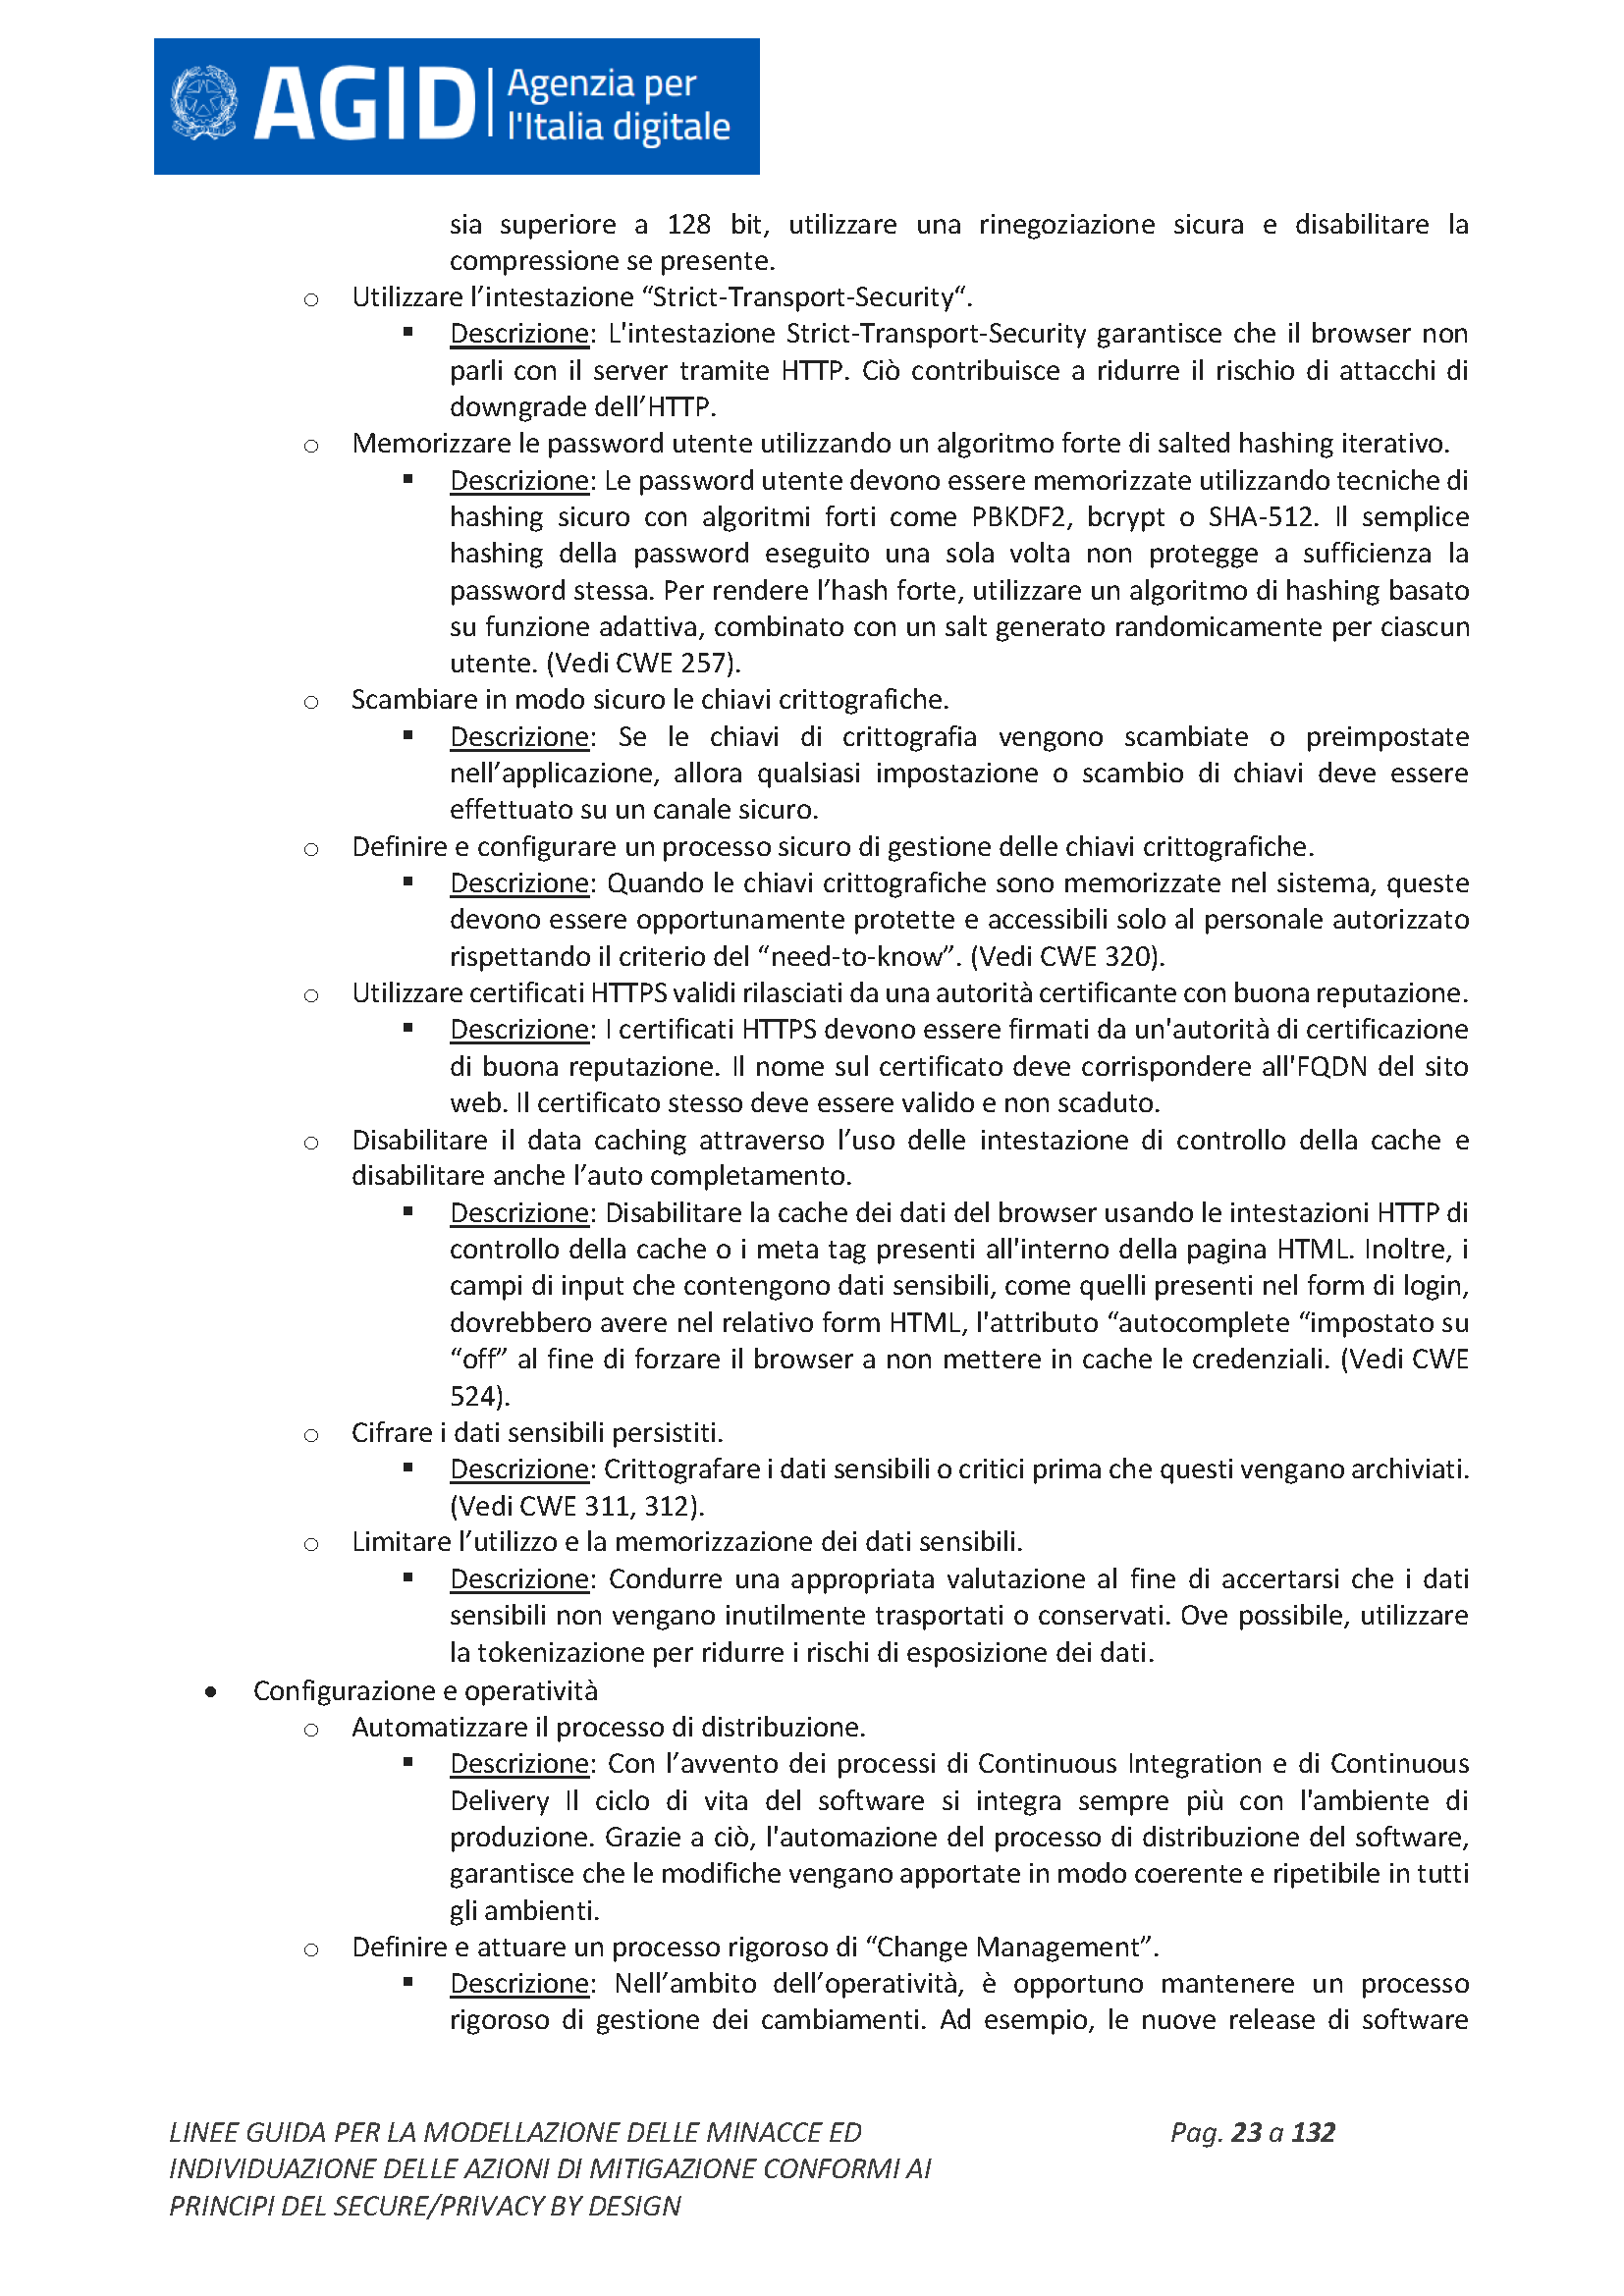 AGID Agenzia per
l'Italia digitale
sia superiore a 128 bit, utilizzare una rinegoziazione sicura e disabilitare la
compressione se presente.
o Utilizzare l’intestazione “Strict-Transport-Security“.
▪ Descrizione: L'intestazione Strict-Transport-Security garantisce che il browser non
parli con il server tramite HTTP. Ciò contribuisce a ridurre il rischio di attacchi di
downgrade dell’HTTP.
o Memorizzare le password utente utilizzando un algoritmo forte di salted hashing iterativo.
▪ Descrizione: Le password utente devono essere memorizzate utilizzando tecniche di
hashing sicuro con algoritmi forti come PBKDF2, bcrypt o SHA-512. Il semplice
hashing della password eseguito una sola volta non protegge a sufficienza la
password stessa. Per rendere l’hash forte, utilizzare un algoritmo di hashing basato
su funzione adattiva, combinato con un salt generato randomicamente per ciascun
utente. (Vedi CWE 257).
o Scambiare in modo sicuro le chiavi crittografiche.
▪ Descrizione: Se le chiavi di crittografia vengono scambiate o preimpostate
nell’applicazione, allora qualsiasi impostazione o scambio di chiavi deve essere
effettuato su un canale sicuro.
o Definire e configurare un processo sicuro di gestione delle chiavi crittografiche.
▪ Descrizione: Quando le chiavi crittografiche sono memorizzate nel sistema, queste
devono essere opportunamente protette e accessibili solo al personale autorizzato
rispettando il criterio del “need-to-know”. (Vedi CWE 320).
o Utilizzare certificati HTTPS validi rilasciati da una autorità certificante con buona reputazione.
▪ Descrizione: I certificati HTTPS devono essere firmati da un'autorità di certificazione
di buona reputazione. Il nome sul certificato deve corrispondere all'FQDN del sito
web. Il certificato stesso deve essere valido e non scaduto.
o Disabilitare il data caching attraverso l’uso delle intestazione di controllo della cache e
disabilitare anche l’auto completamento.
▪ Descrizione: Disabilitare la cache dei dati del browser usando le intestazioni HTTP di
controllo della cache o i meta tag presenti all'interno della pagina HTML. Inoltre, i
campi di input che contengono dati sensibili, come quelli presenti nel form di login,
dovrebbero avere nel relativo form HTML, l'attributo “autocomplete “impostato su
“off” al fine di forzare il browser a non mettere in cache le credenziali. (Vedi CWE
524).
o Cifrare i dati sensibili persistiti.
▪ Descrizione: Crittografare i dati sensibili o critici prima che questi vengano archiviati.
(Vedi CWE 311, 312).
o Limitare l’utilizzo e la memorizzazione dei dati sensibili.
▪ Descrizione: Condurre una appropriata valutazione al fine di accertarsi che i dati
sensibili non vengano inutilmente trasportati o conservati. Ove possibile, utilizzare
la tokenizazione per ridurre i rischi di esposizione dei dati.
• Configurazione e operatività
o Automatizzare il processo di distribuzione.
▪ Descrizione: Con l’avvento dei processi di Continuous Integration e di Continuous
Delivery Il ciclo di vita del software si integra sempre più con l'ambiente di
produzione. Grazie a ciò, l'automazione del processo di distribuzione del software,
garantisce che le modifiche vengano apportate in modo coerente e ripetibile in tutti
gli ambienti.
o Definire e attuare un processo rigoroso di “Change Management”.
▪ Descrizione: Nell’ambito dell’operatività, è opportuno mantenere un processo
rigoroso di gestione dei cambiamenti. Ad esempio, le nuove release di software
LINEE GUIDA PER LA MODELLAZIONE DELLE MINACCE ED
INDIVIDUAZIONE DELLE AZIONI DI MITIGAZIONE CONFORMI AI
PRINCIPI DEL SECURE/PRIVACY BY DESIGN
Pag. 23 a 132